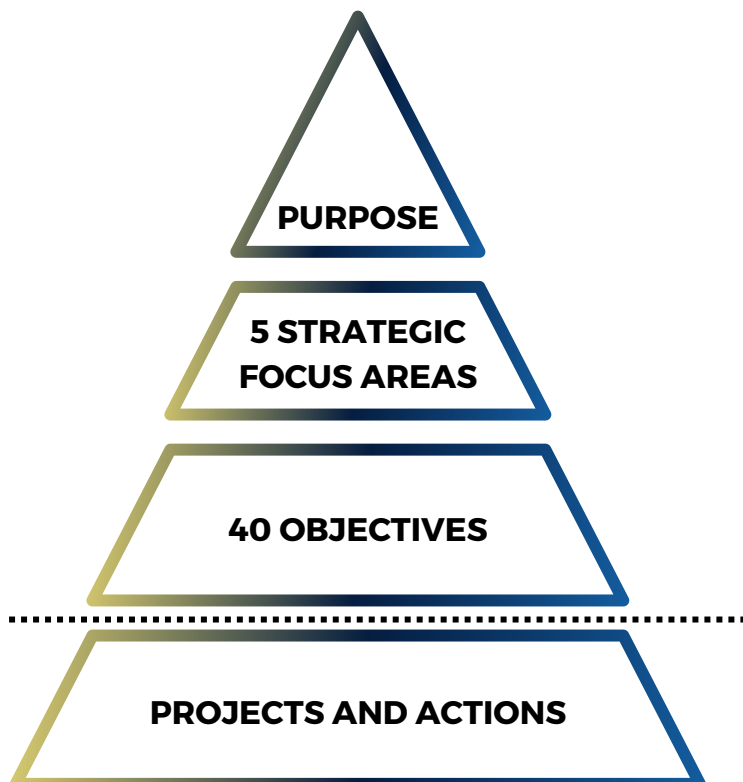 PURPOSE
5 STRATEGIC
FOCUS AREAS
40 OBJECTIVES
PROJECTS AND ACTIONS